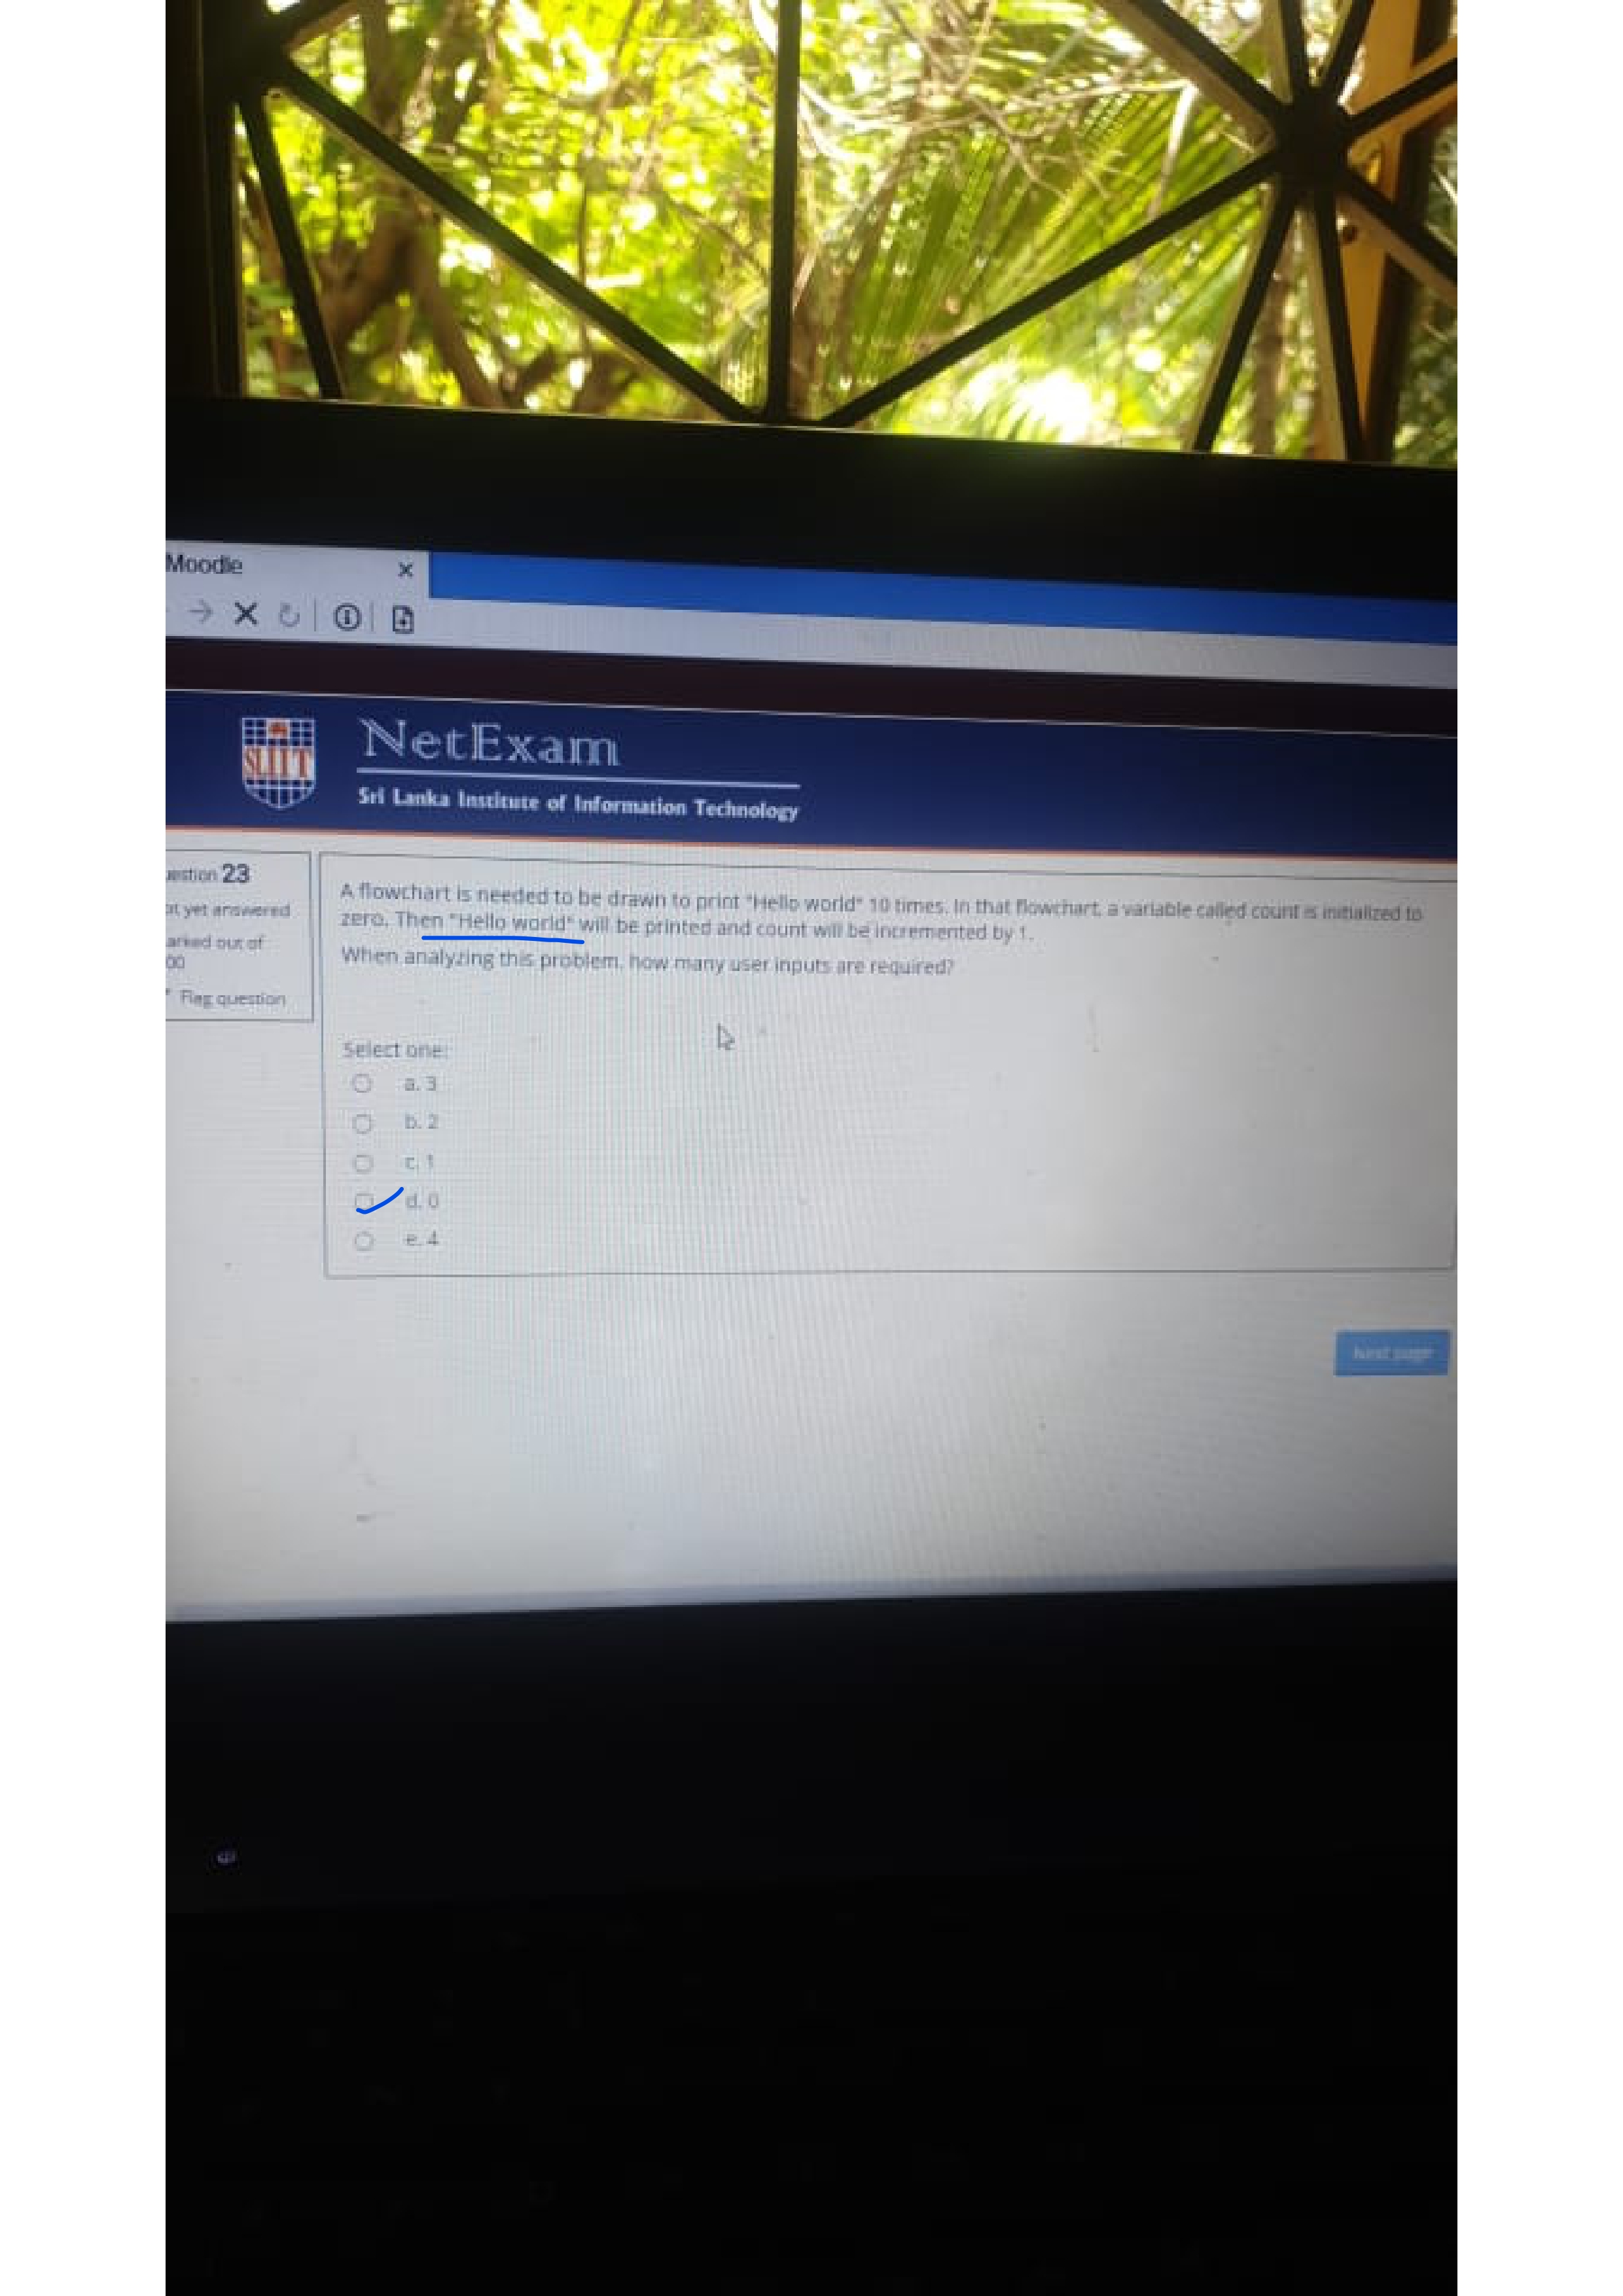 Moodle
SLIIT
NetExam
Sri Lanka Institute of Information Technology
estion 23
ot yet answered
arked out of
00
Flag question
A flowchart is needed to be drawn to print "Hello world" 10 times. In that flowchart, a variable called count is initialized to
zero. Then "Hello world" will be printed and count will be incremented by 1.
When analyzing this problem, how many user inputs are required?
Select one:
a. 3
b. 2
c. 1
d. 0
e. 4
Next page